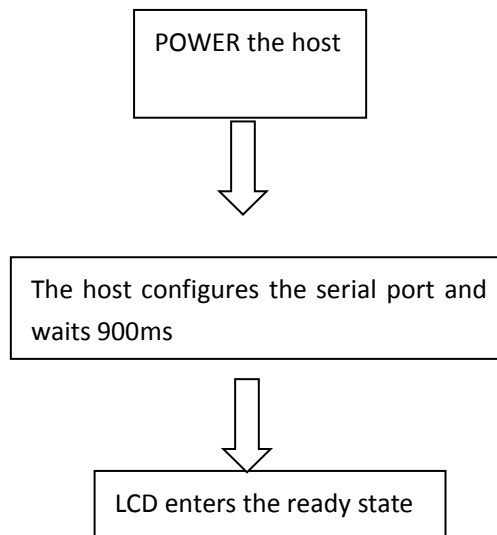 POWER the host
The host configures the serial port and
waits 900ms
LCD enters the ready state